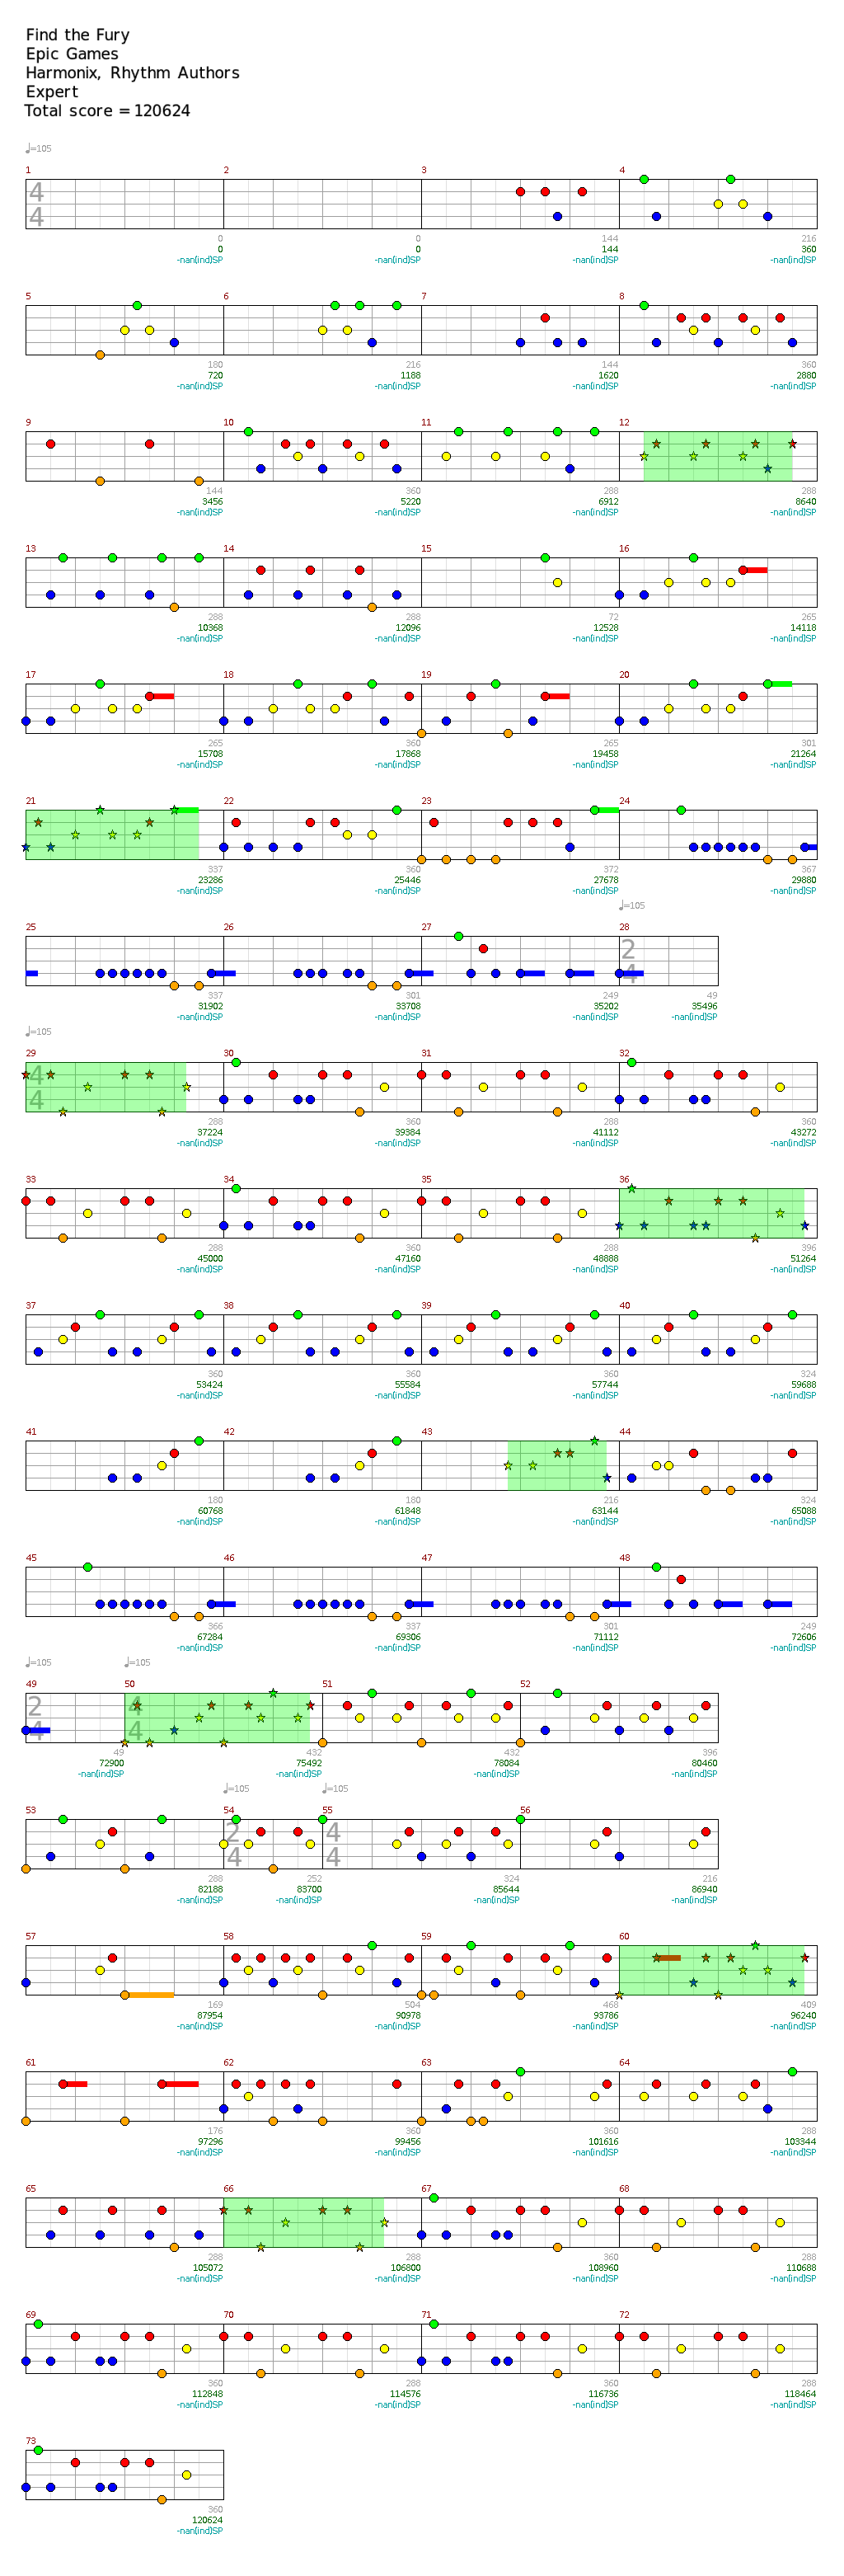 Find the Fury
Epic Games
Harmonix, Rhythm Authors
Expert
Total score = 120624
♩=105
1 2 3 4
4
4
0 0 144 216
0 0 144 360
-nan(ind)SP -nan(ind)SP -nan(ind)SP -nan(ind)SP
5 6 7 8
180 216 144 360
720 1188 1620 2880
-nan(ind)SP -nan(ind)SP -nan(ind)SP -nan(ind)SP
9 10 11 12
144 360 288 288
3456 5220 6912 8640
-nan(ind)SP -nan(ind)SP -nan(ind)SP -nan(ind)SP
13 14 15 16
288 288 72 265
10368 12096 12528 14118
-nan(ind)SP -nan(ind)SP -nan(ind)SP -nan(ind)SP
17 18 19 20
265 360 265 301
15708 17868 19458 21264
-nan(ind)SP -nan(ind)SP -nan(ind)SP -nan(ind)SP
21 22 23 24
337 360 372 367
23286 25446 27678 29880
-nan(ind)SP -nan(ind)SP -nan(ind)SP -nan(ind)SP
♩=105
25 26 27 28
2
4
337 301 249 49
31902 33708 35202 35496
-nan(ind)SP -nan(ind)SP -nan(ind)SP -nan(ind)SP
♩=105
29 30 31 32
4
4
288 360 288 360
37224 39384 41112 43272
-nan(ind)SP -nan(ind)SP -nan(ind)SP -nan(ind)SP
33 34 35 36
288 360 288 396
45000 47160 48888 51264
-nan(ind)SP -nan(ind)SP -nan(ind)SP -nan(ind)SP
37 38 39 40
360 360 360 324
53424 55584 57744 59688
-nan(ind)SP -nan(ind)SP -nan(ind)SP -nan(ind)SP
41 42 43 44
180 180 216 324
60768 61848 63144 65088
-nan(ind)SP -nan(ind)SP -nan(ind)SP -nan(ind)SP
45 46 47 48
366 337 301 249
67284 69306 71112 72606
-nan(ind)SP -nan(ind)SP -nan(ind)SP -nan(ind)SP
♩=105 ♩=105
49 50 51 52
2 4
4 4
49 432 432 396
72900 75492 78084 80460
-nan(ind)SP -nan(ind)SP -nan(ind)SP -nan(ind)SP
♩=105 ♩=105
53 54 55 56
2 4
4 4
288 252 324 216
82188 83700 85644 86940
-nan(ind)SP -nan(ind)SP -nan(ind)SP -nan(ind)SP
57 58 59 60
169 504 468 409
87954 90978 93786 96240
-nan(ind)SP -nan(ind)SP -nan(ind)SP -nan(ind)SP
61 62 63 64
176 360 360 288
97296 99456 101616 103344
-nan(ind)SP -nan(ind)SP -nan(ind)SP -nan(ind)SP
65 66 67 68
288 288 360 288
105072 106800 108960 110688
-nan(ind)SP -nan(ind)SP -nan(ind)SP -nan(ind)SP
69 70 71 72
360 288 360 288
112848 114576 116736 118464
-nan(ind)SP -nan(ind)SP -nan(ind)SP -nan(ind)SP
73
360
120624
-nan(ind)SP